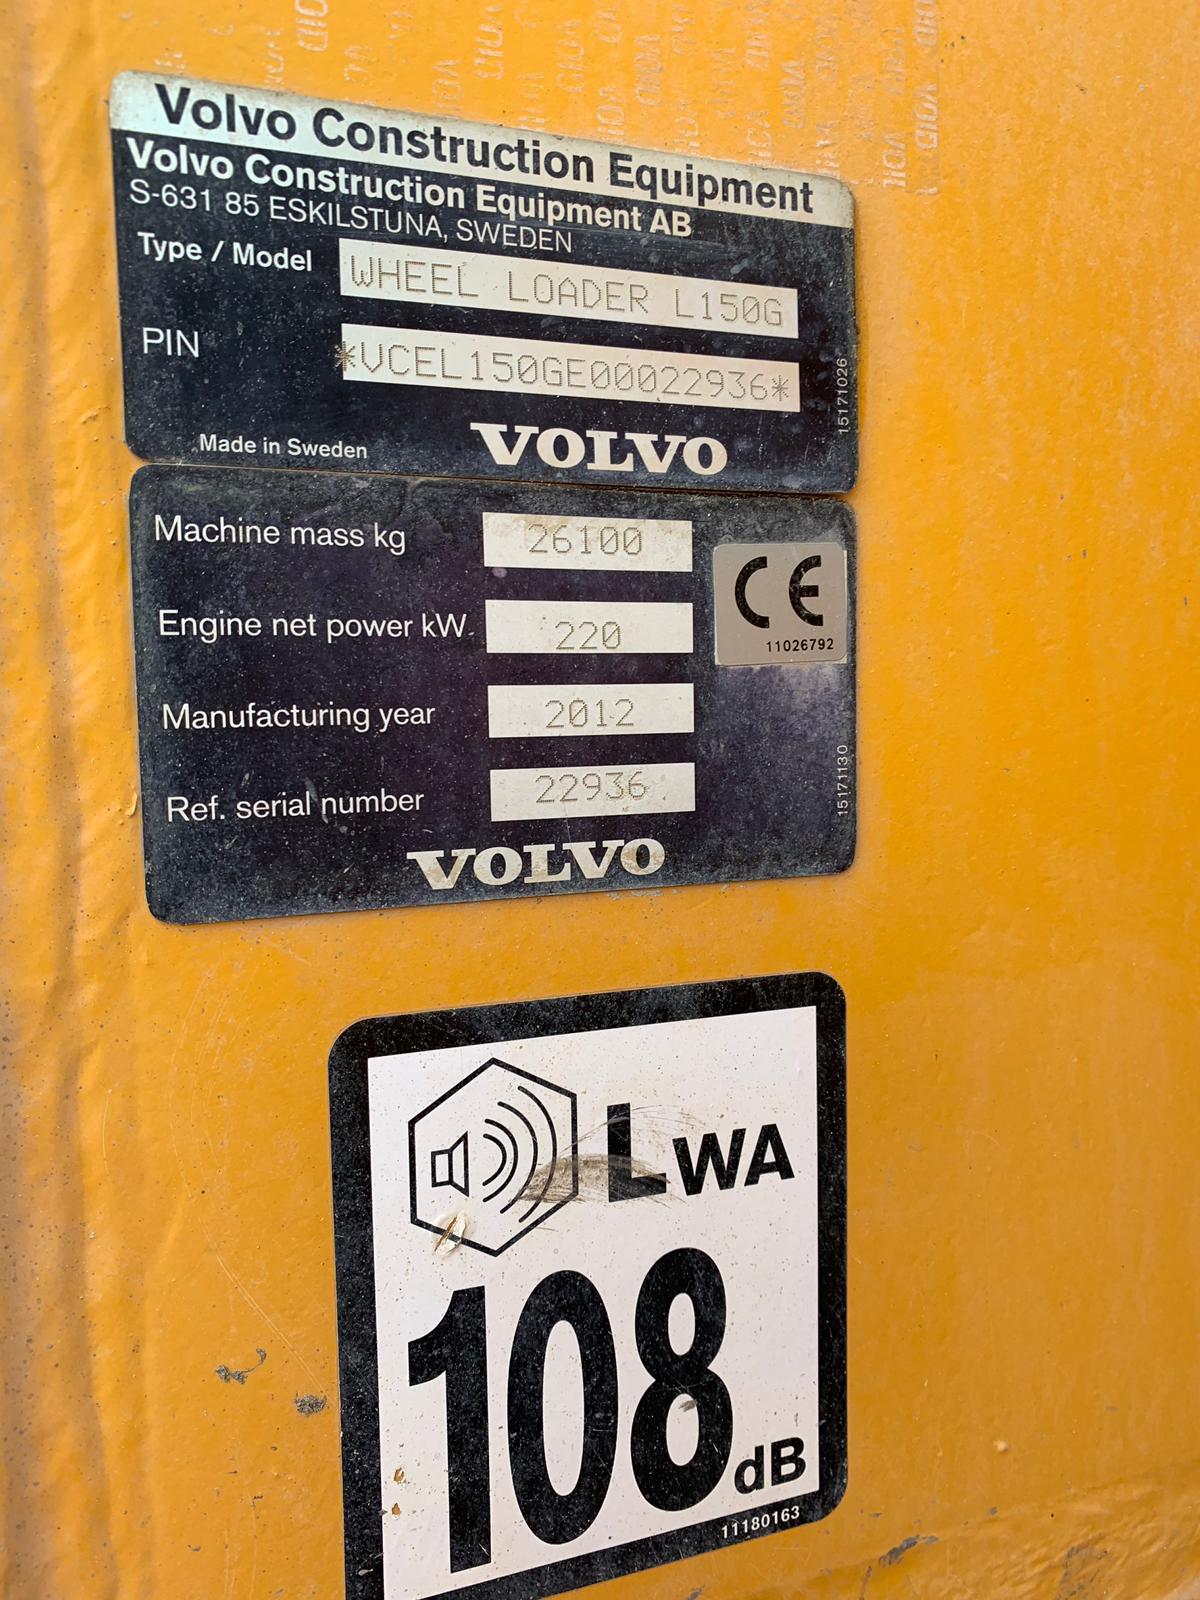 Volvo Construction Equipment
Volvo Construction Equipment AB
S-631 85 ESKILSTUNA, SWEDEN
Type / Model WHEEL LOADER L150G
PIN *VCEL150GE00022936*
15171026
Made in Sweden VOLVO
Machine mass kg 26100
CE
Engine net power kW 220
11026792
Manufacturing year 2012
Ref. serial number 22936
15171130
VOLVO
LWA
108 dB
11180163
VOID